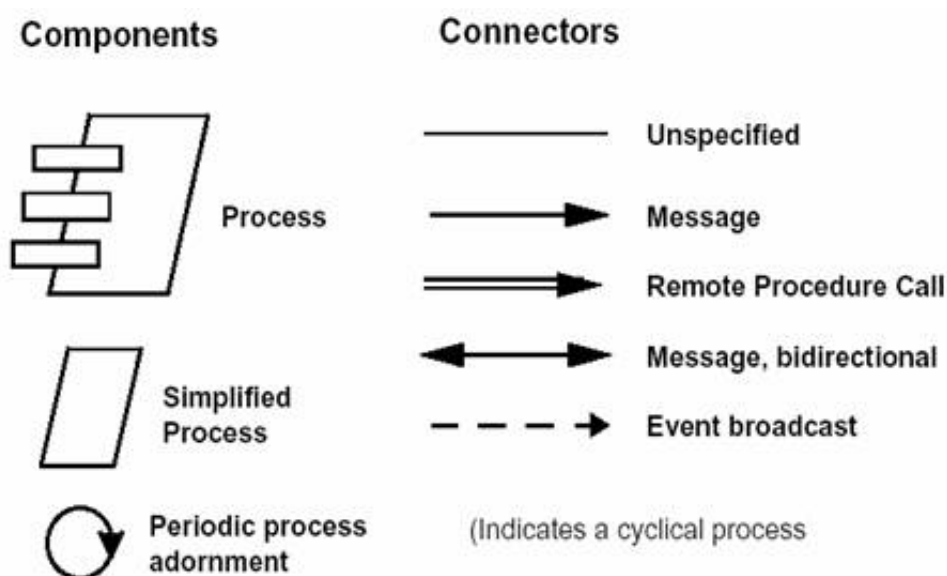 Components
Connectors
Process
Simplified
Process
Periodic process
adornment
Unspecified
Message
Remote Procedure Call
Message, bidirectional
Event broadcast
(Indicates a cyclical process